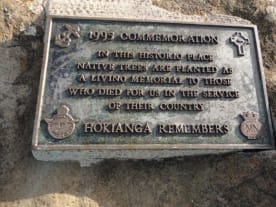 1995 COMMEMORATION
IN THIS HISTORIC PLACE
NATIVE TREES ARE PLANTED AS
A LIVING MEMORIAL TO THOSE
WHO DIED FOR US IN THE SERVICE
OF THEIR COUNTRY
HOKIANGA REMEMBERS